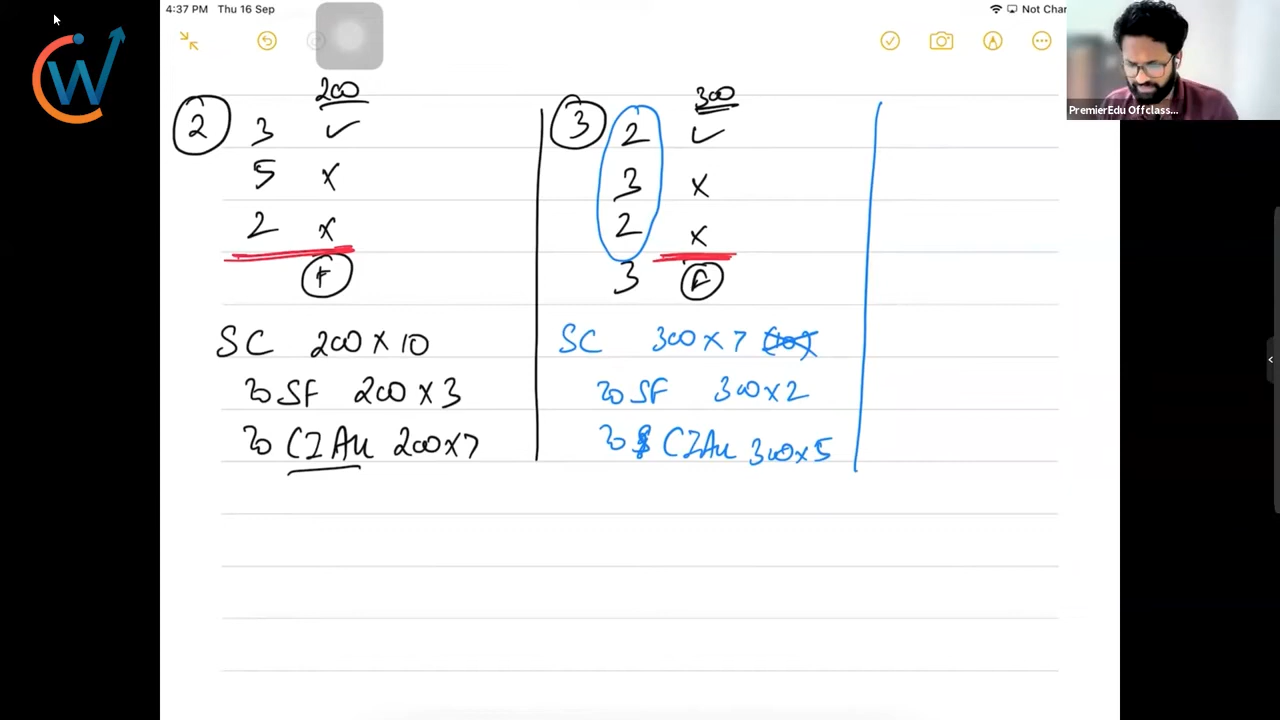 4:37 PM Thu 16 Sep
Not Char
PremierEdu Offclass...
W
200
2 3 ✓
5 x
2 x
F
SC 200 x 10
To SF 200 x 3
To CIAu 200 x 7
300
3 2 ✓
3 x
2 x
3 F
SC 300 x 7
To SF 300 x 2
To CIAu 300 x 5